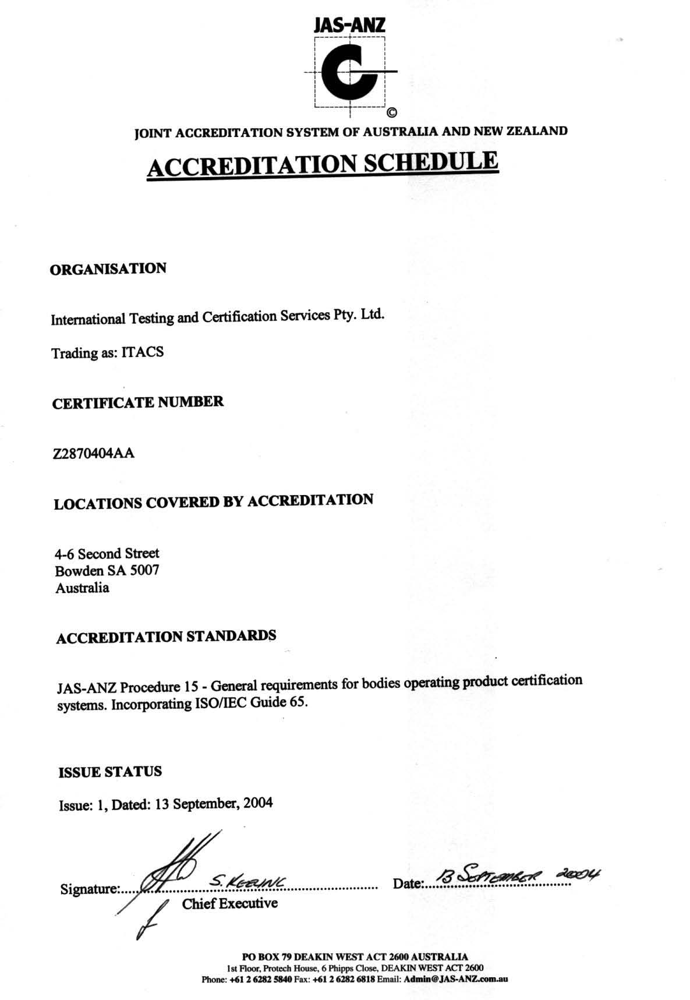 JAS-ANZ
©
JOINT ACCREDITATION SYSTEM OF AUSTRALIA AND NEW ZEALAND
ACCREDITATION SCHEDULE
ORGANISATION
International Testing and Certification Services Pty. Ltd.
Trading as: ITACS
CERTIFICATE NUMBER
Z2870404AA
LOCATIONS COVERED BY ACCREDITATION
4-6 Second Street
Bowden SA 5007
Australia
ACCREDITATION STANDARDS
JAS-ANZ Procedure 15 - General requirements for bodies operating product certification
systems. Incorporating ISO/IEC Guide 65.
ISSUE STATUS
Issue: 1, Dated: 13 September, 2004
Signature:..... S. KEELING Date:..... 13 SEPTEMBER 2004
Chief Executive
PO BOX 79 DEAKIN WEST ACT 2600 AUSTRALIA
1st Floor, Protech House, 6 Phipps Close, DEAKIN WEST ACT 2600
Phone: +61 2 6282 5840 Fax: +61 2 6282 6818 Email: Admin@JAS-ANZ.com.au